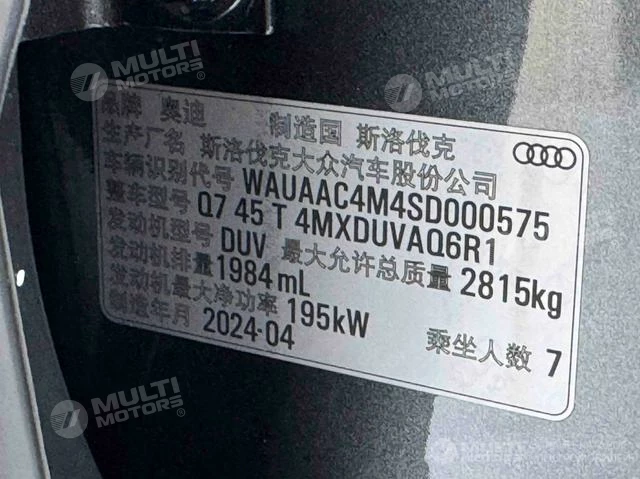 MULTI MOTORS®
MULTI MOTORS®
品牌 奥迪 制造国 斯洛伐克
生产厂名 斯洛伐克大众汽车股份公司
车辆识别代号 WAUAAC4M4SD000575
整车型号 Q7 45 T 4MXDUVAQ6R1
发动机型号 DUV 最大允许总质量 2815kg
发动机排量 1984 mL
发动机最大净功率 195kW
制造年月 2024-04 乘坐人数 7
MULTI MOTORS®
MULTI MOTORS®